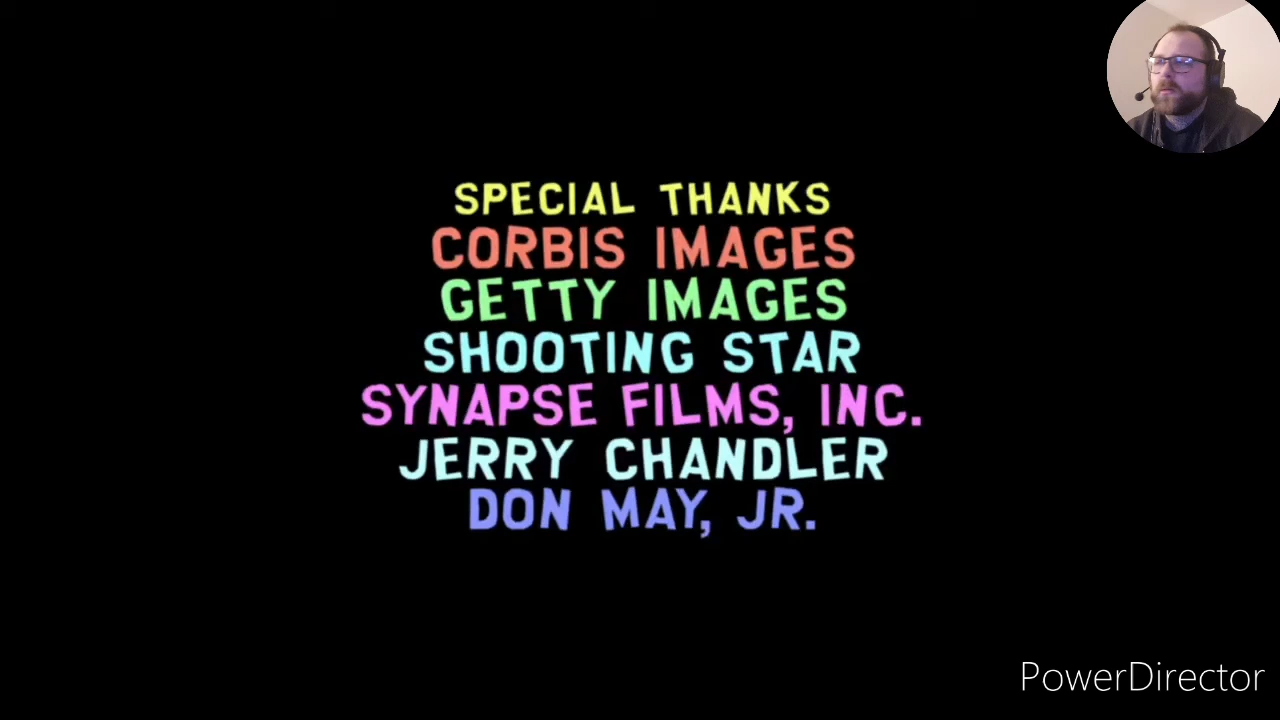 SPECIAL THANKS
CORBIS IMAGES
GETTY IMAGES
SHOOTING STAR
SYNAPSE FILMS, INC.
JERRY CHANDLER
DON MAY, JR.
PowerDirector